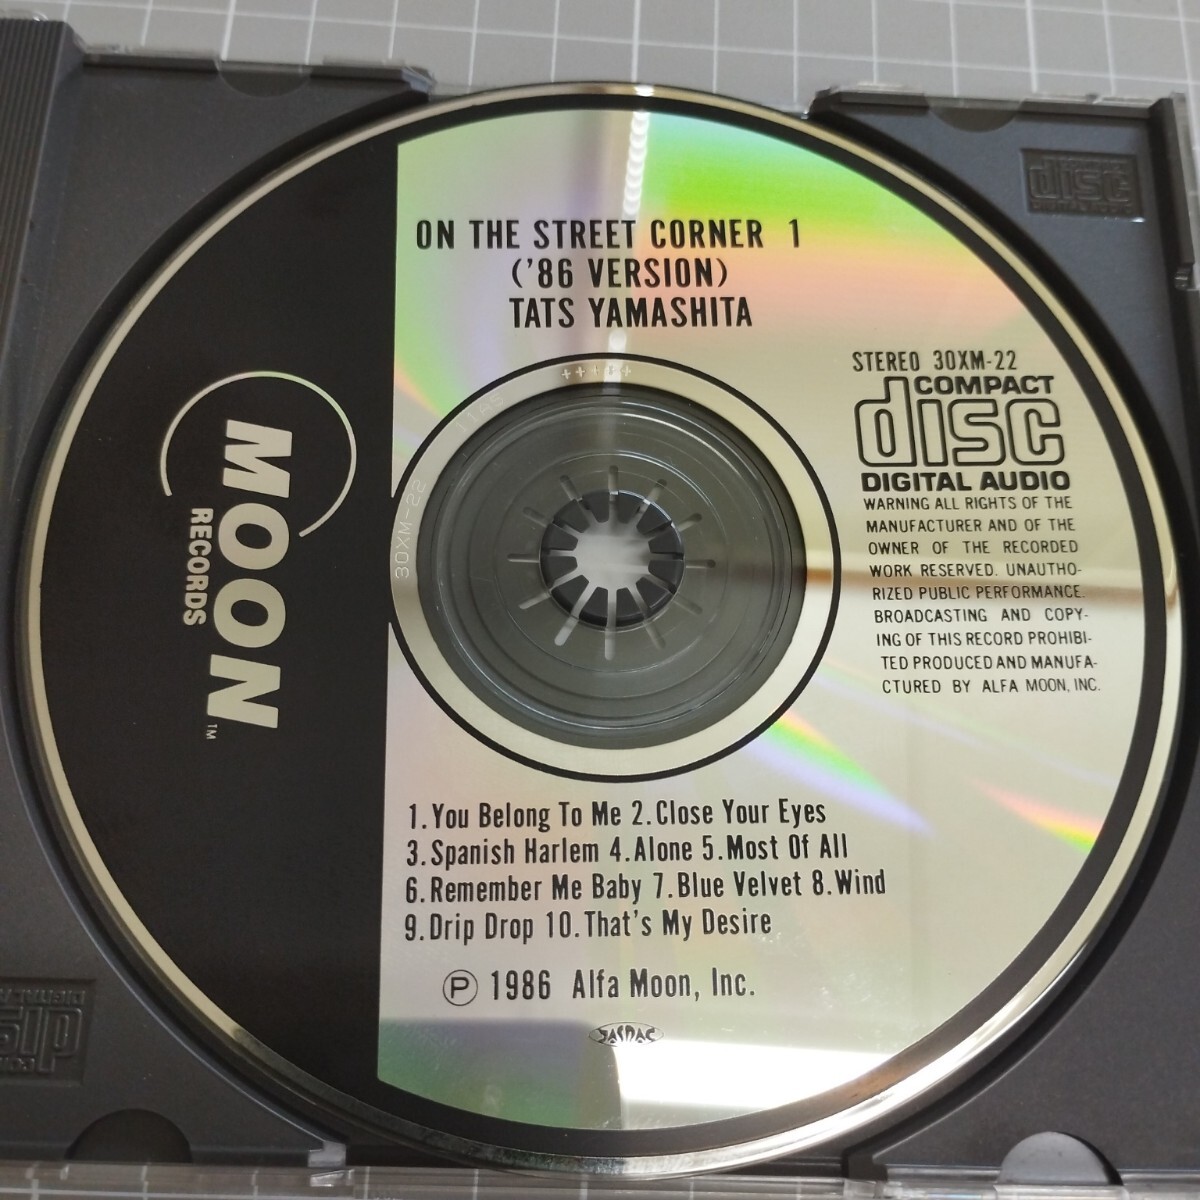 ON THE STREET CORNER 1
('86 VERSION)
TATS YAMASHITA
MOON
RECORDS
TM
STEREO 30XM-22
COMPACT
disc
DIGITAL AUDIO
WARNING ALL RIGHTS OF THE
MANUFACTURER AND OF THE
OWNER OF THE RECORDED
WORK RESERVED. UNAUTHO-
RIZED PUBLIC PERFORMANCE.
BROADCASTING AND COPY-
ING OF THIS RECORD PROHIBI-
TED PRODUCED AND MANUFA-
CTURED BY ALFA MOON, INC.
30XM-22
+++++
1.You Belong To Me 2.Close Your Eyes
3.Spanish Harlem 4.Alone 5.Most Of All
6.Remember Me Baby 7.Blue Velvet 8.Wind
9.Drip Drop 10.That's My Desire
Ⓟ 1986 Alfa Moon, Inc.
JASRAC
disc
disc